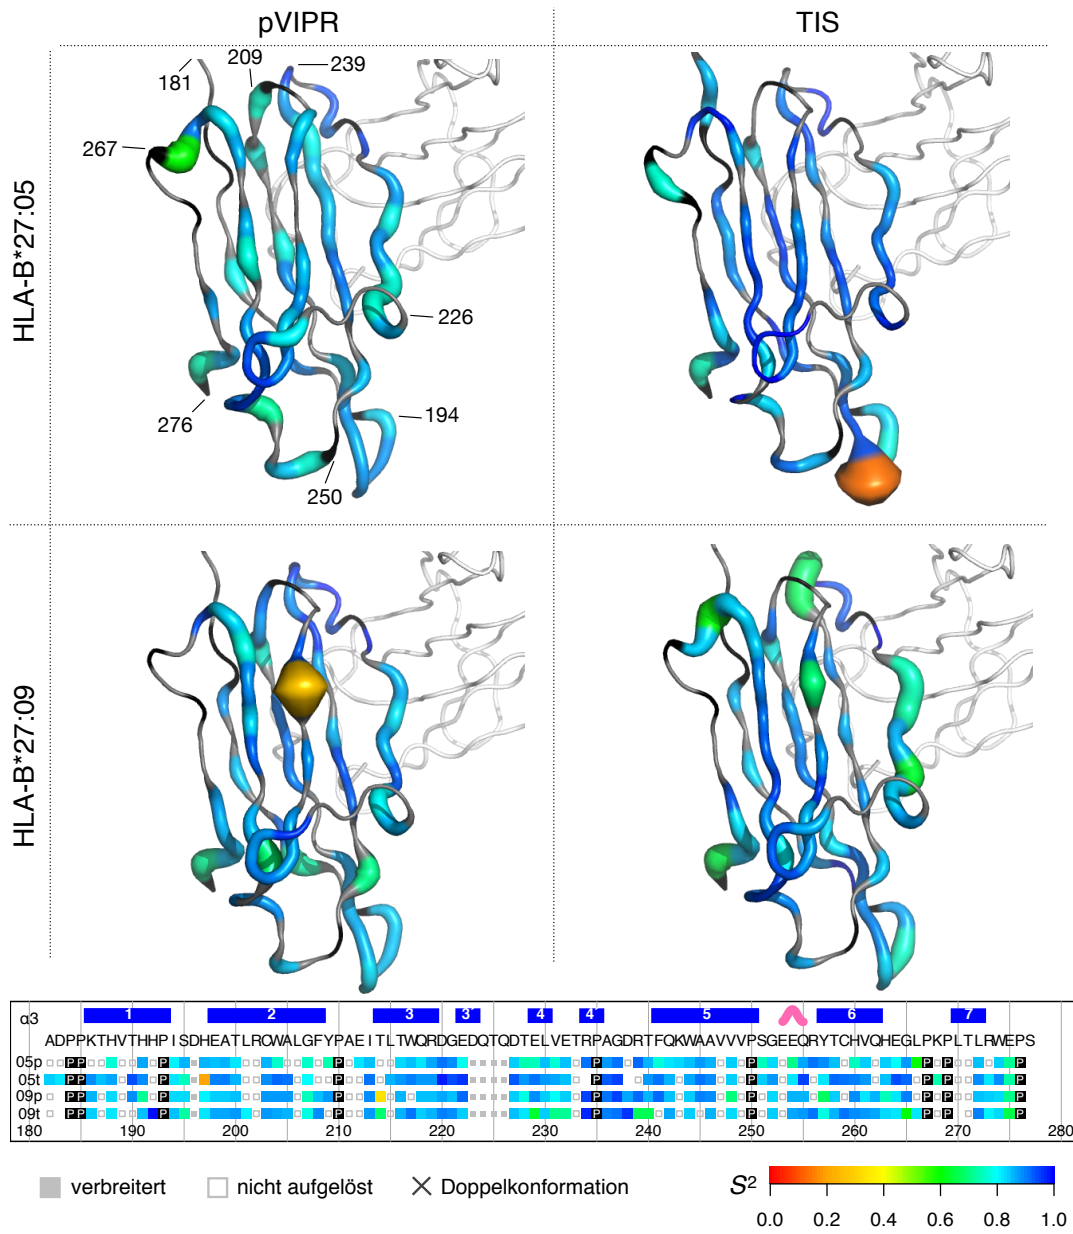 pVIPR
TIS
HLA-B*27:05
181
209
239
267
226
276
194
250
HLA-B*27:09
α3
1 2 3 3' 4 4' 5 6 7
ADPPKTHVTHHPISDHEATLRCWALGFYPAEITLTWQRDGEDQTQDTELVETRPAGDRTFQKWAAVVVPSGEEQRYTCHVQHEGLPKPLTLRWEPS
05p P P P P P P P P P
05t P P P P P P P P P
09p P P P P P P P P P
09t P P P P P P P P P
180 190 200 210 220 230 240 250 260 270 280
verbreitert
nicht aufgelöst
Doppelkonformation
S²
0.0 0.2 0.4 0.6 0.8 1.0